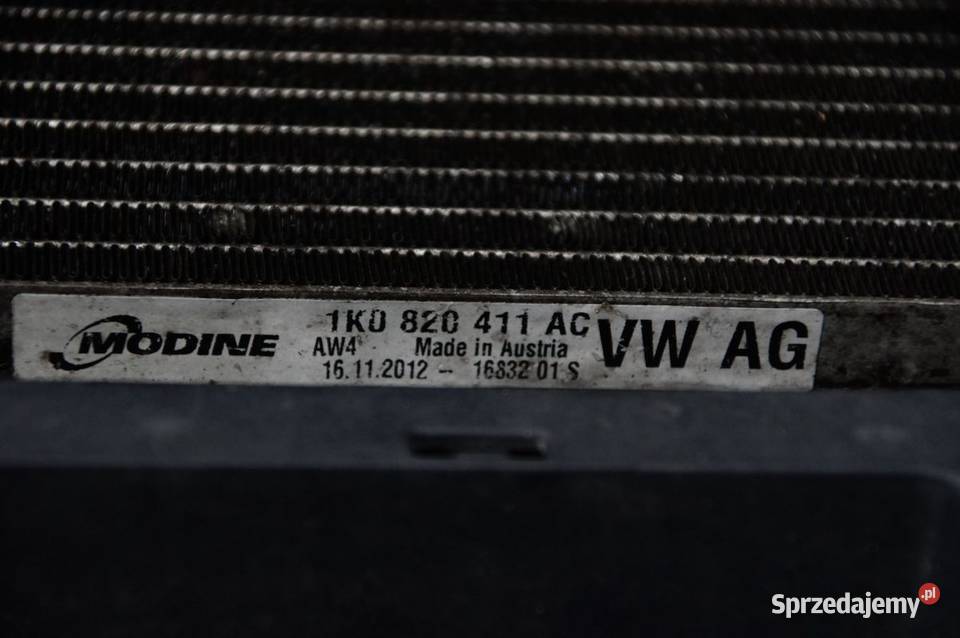 MODINE
1K0 820 411 AC
AW4 Made in Austria
16.11.2012 - 16832 01 S
VW AG
Sprzedajemy.pl